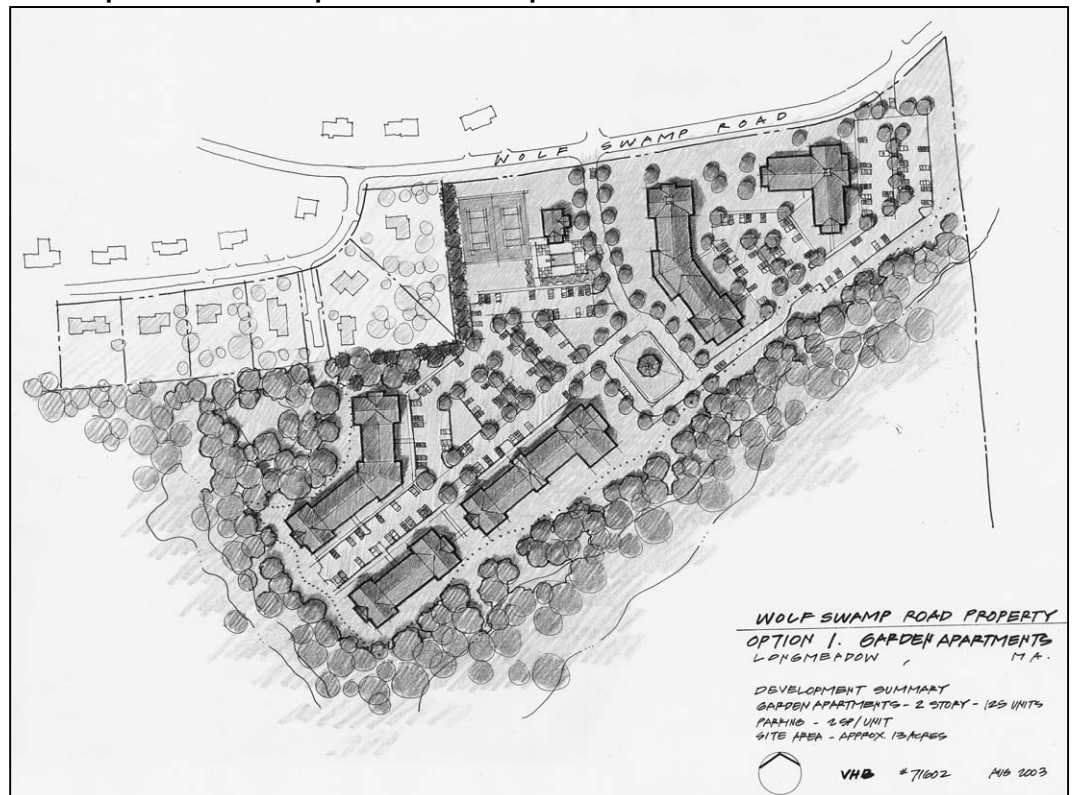 WOLF SWAMP ROAD
WOLF SWAMP ROAD PROPERTY
OPTION 1. GARDEN APARTMENTS
LONGMEADOW, MA.
DEVELOPMENT SUMMARY
GARDEN APARTMENTS - 2 STORY - 125 UNITS
PARKING - 2 SP/UNIT
SITE AREA - APPROX 13 ACRES
VHB #71602 AUG 2003